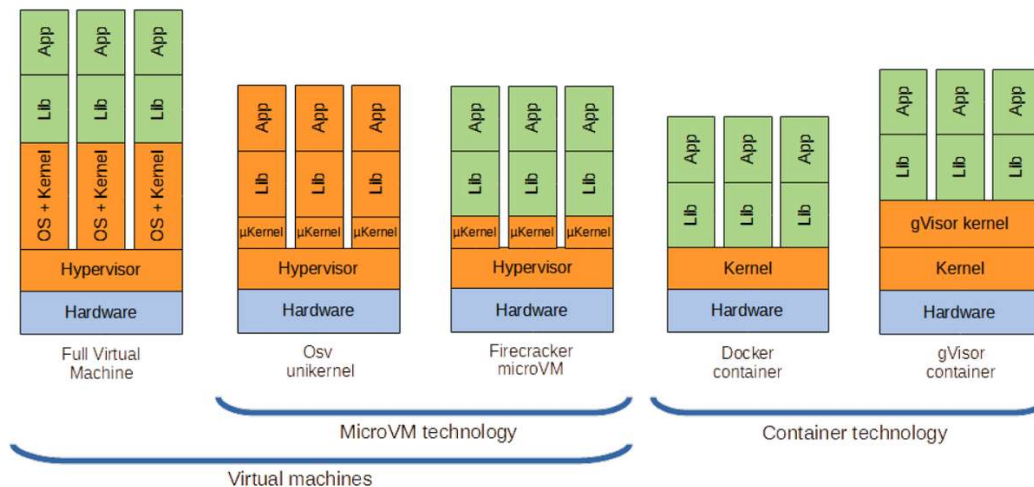 App App App
Lib Lib Lib
OS + Kernel OS + Kernel OS + Kernel
Hypervisor
Hardware
Full Virtual
Machine
App App App
Lib Lib Lib
µKernel µKernel µKernel
Hypervisor
Hardware
Osv
unikernel
App App App
Lib Lib Lib
µKernel µKernel µKernel
Hypervisor
Hardware
Firecracker
microVM
App App App
Lib Lib Lib
Kernel
Hardware
Docker
container
App App App
Lib Lib Lib
gVisor kernel
Kernel
Hardware
gVisor
container
MicroVM technology
Container technology
Virtual machines